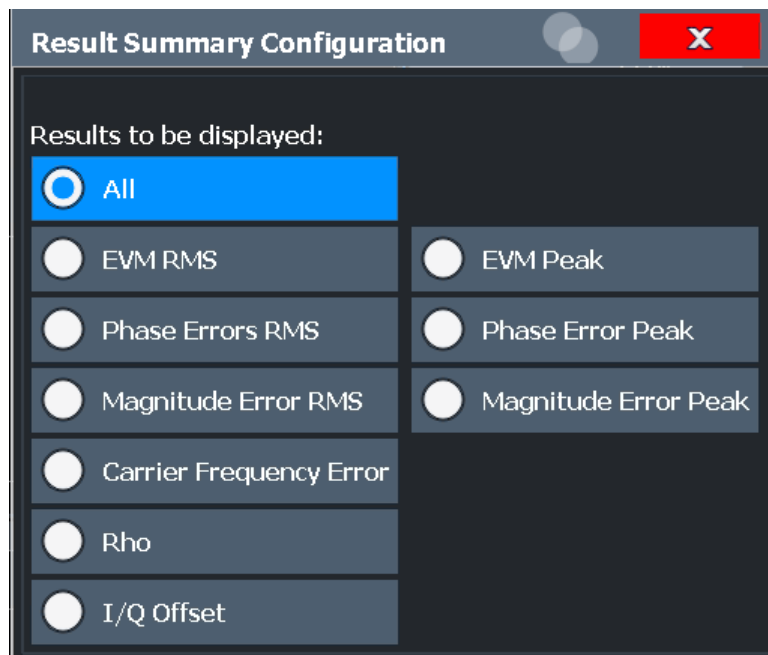 Result Summary Configuration X
Results to be displayed:
All
EVM RMS EVM Peak
Phase Errors RMS Phase Error Peak
Magnitude Error RMS Magnitude Error Peak
Carrier Frequency Error
Rho
I/Q Offset